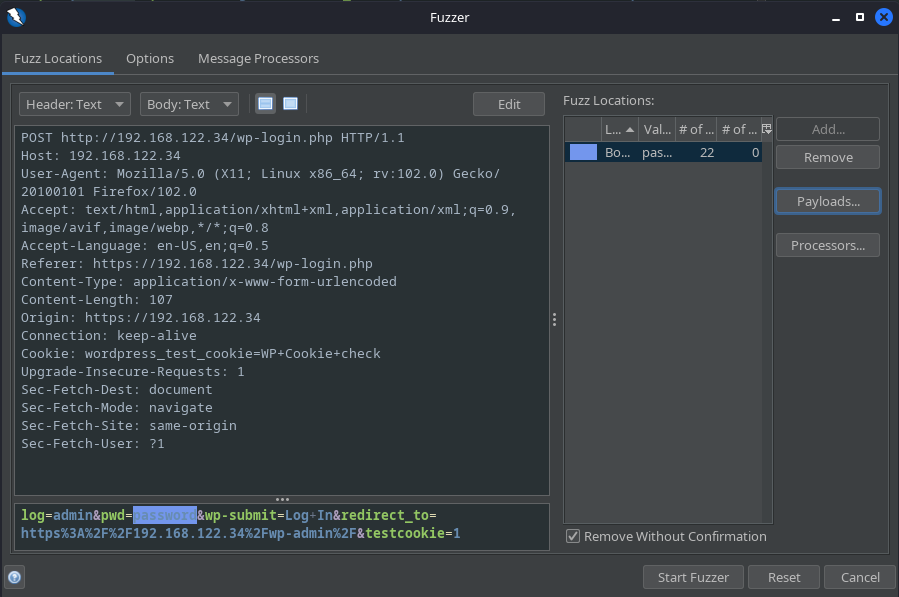 Fuzzer
Fuzz Locations Options Message Processors
Header: Text Body: Text Edit
POST http://192.168.122.34/wp-login.php HTTP/1.1
Host: 192.168.122.34
User-Agent: Mozilla/5.0 (X11; Linux x86_64; rv:102.0) Gecko/
20100101 Firefox/102.0
Accept: text/html,application/xhtml+xml,application/xml;q=0.9,
image/avif,image/webp,*/*;q=0.8
Accept-Language: en-US,en;q=0.5
Referer: https://192.168.122.34/wp-login.php
Content-Type: application/x-www-form-urlencoded
Content-Length: 107
Origin: https://192.168.122.34
Connection: keep-alive
Cookie: wordpress_test_cookie=WP+Cookie+check
Upgrade-Insecure-Requests: 1
Sec-Fetch-Dest: document
Sec-Fetch-Mode: navigate
Sec-Fetch-Site: same-origin
Sec-Fetch-User: ?1
log=admin&pwd=password&wp-submit=Log+In&redirect_to=
https%3A%2F%2F192.168.122.34%2Fwp-admin%2F&testcookie=1
Fuzz Locations:
L... Val... # of ... # of ...
Bo... pas... 22 0
Add...
Remove
Payloads...
Processors...
Remove Without Confirmation
Start Fuzzer Reset Cancel